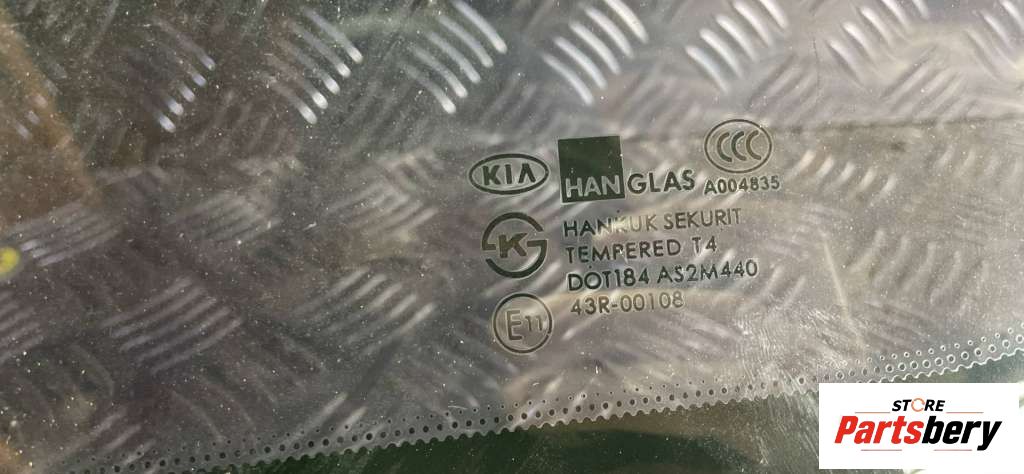 KIA HANGLAS CCC
A004835
K HANKUK SEKURIT
TEMPERED T4
DOT184 AS2M440
E11 43R-00108
STORE
Partsbery